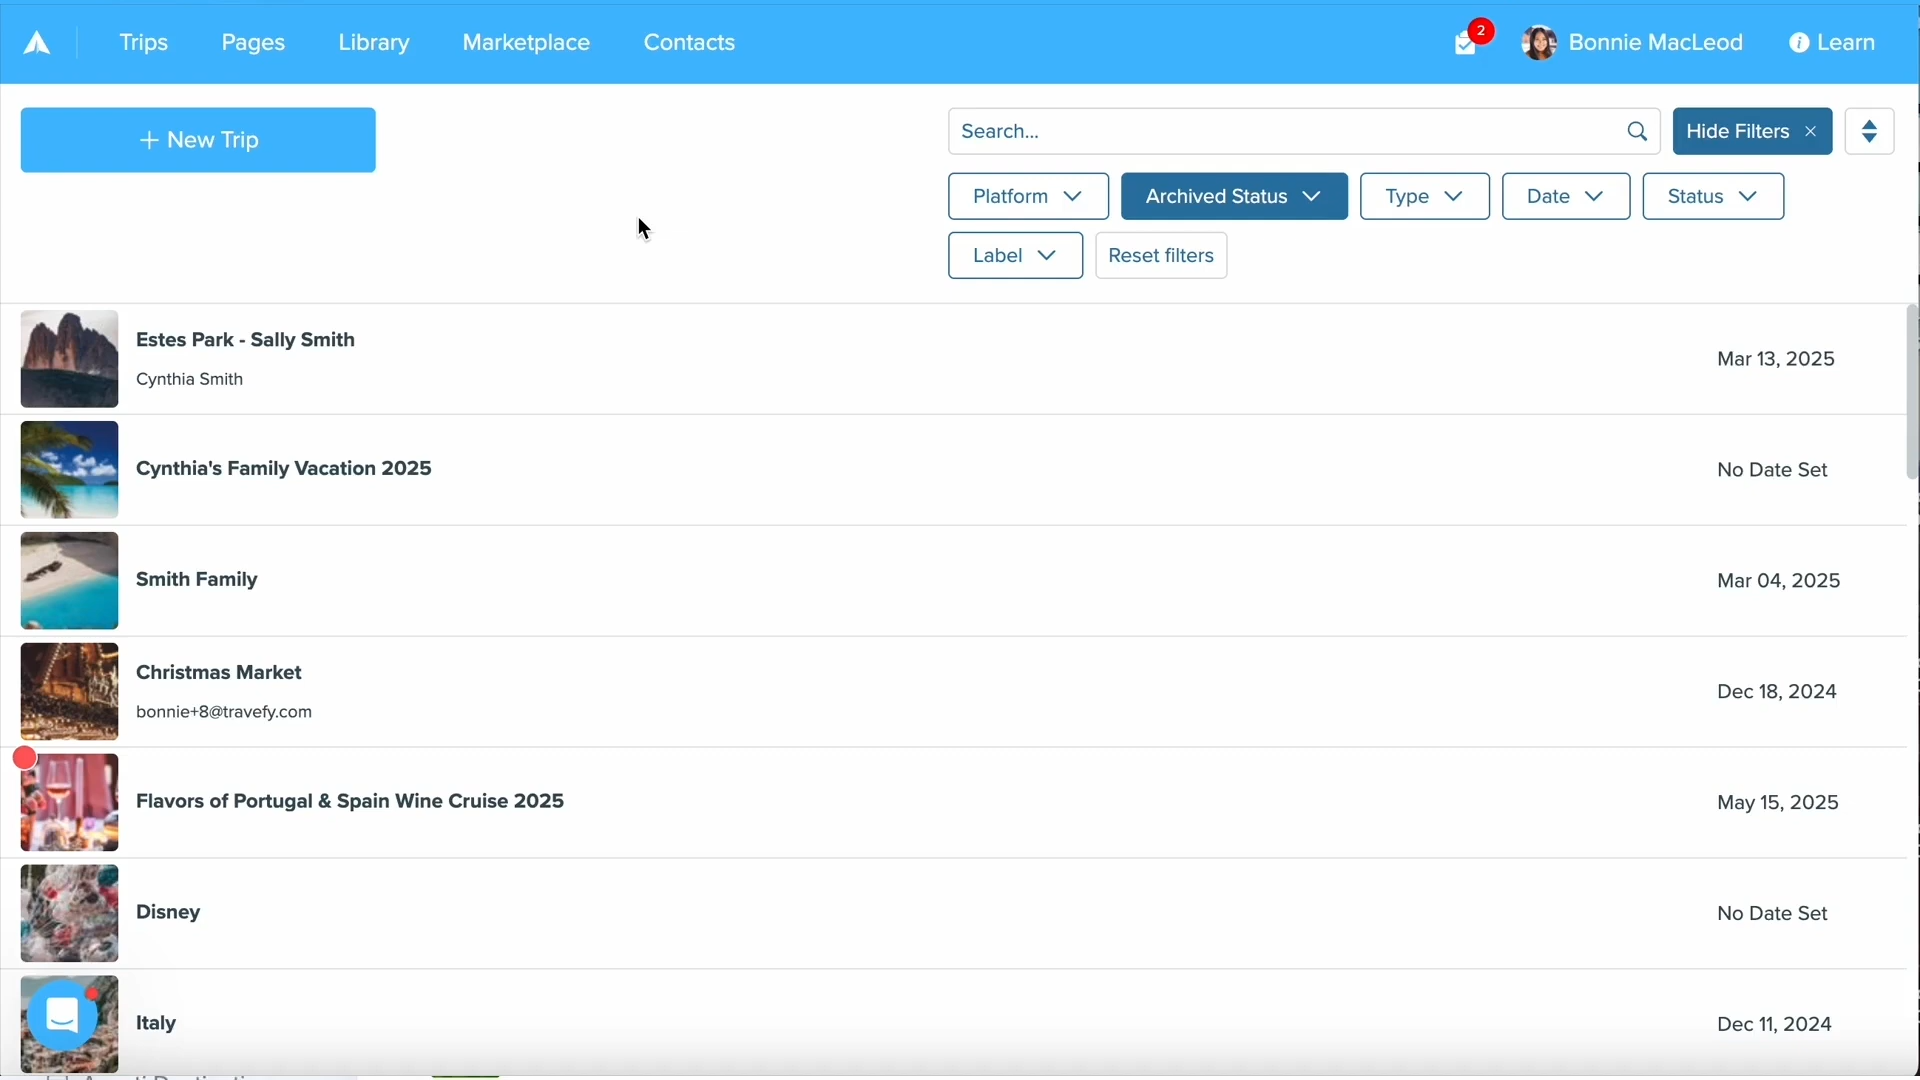 Trips
Pages
Library
Marketplace
Contacts
2
Bonnie MacLeod
Learn
+ New Trip
Search...
Hide Filters ×
Platform
Archived Status
Type
Date
Status
Label
Reset filters
Estes Park - Sally Smith
Cynthia Smith
Mar 13, 2025
Cynthia's Family Vacation 2025
No Date Set
Smith Family
Mar 04, 2025
Christmas Market
bonnie+8@travefy.com
Dec 18, 2024
Flavors of Portugal & Spain Wine Cruise 2025
May 15, 2025
Disney
No Date Set
Italy
Dec 11, 2024